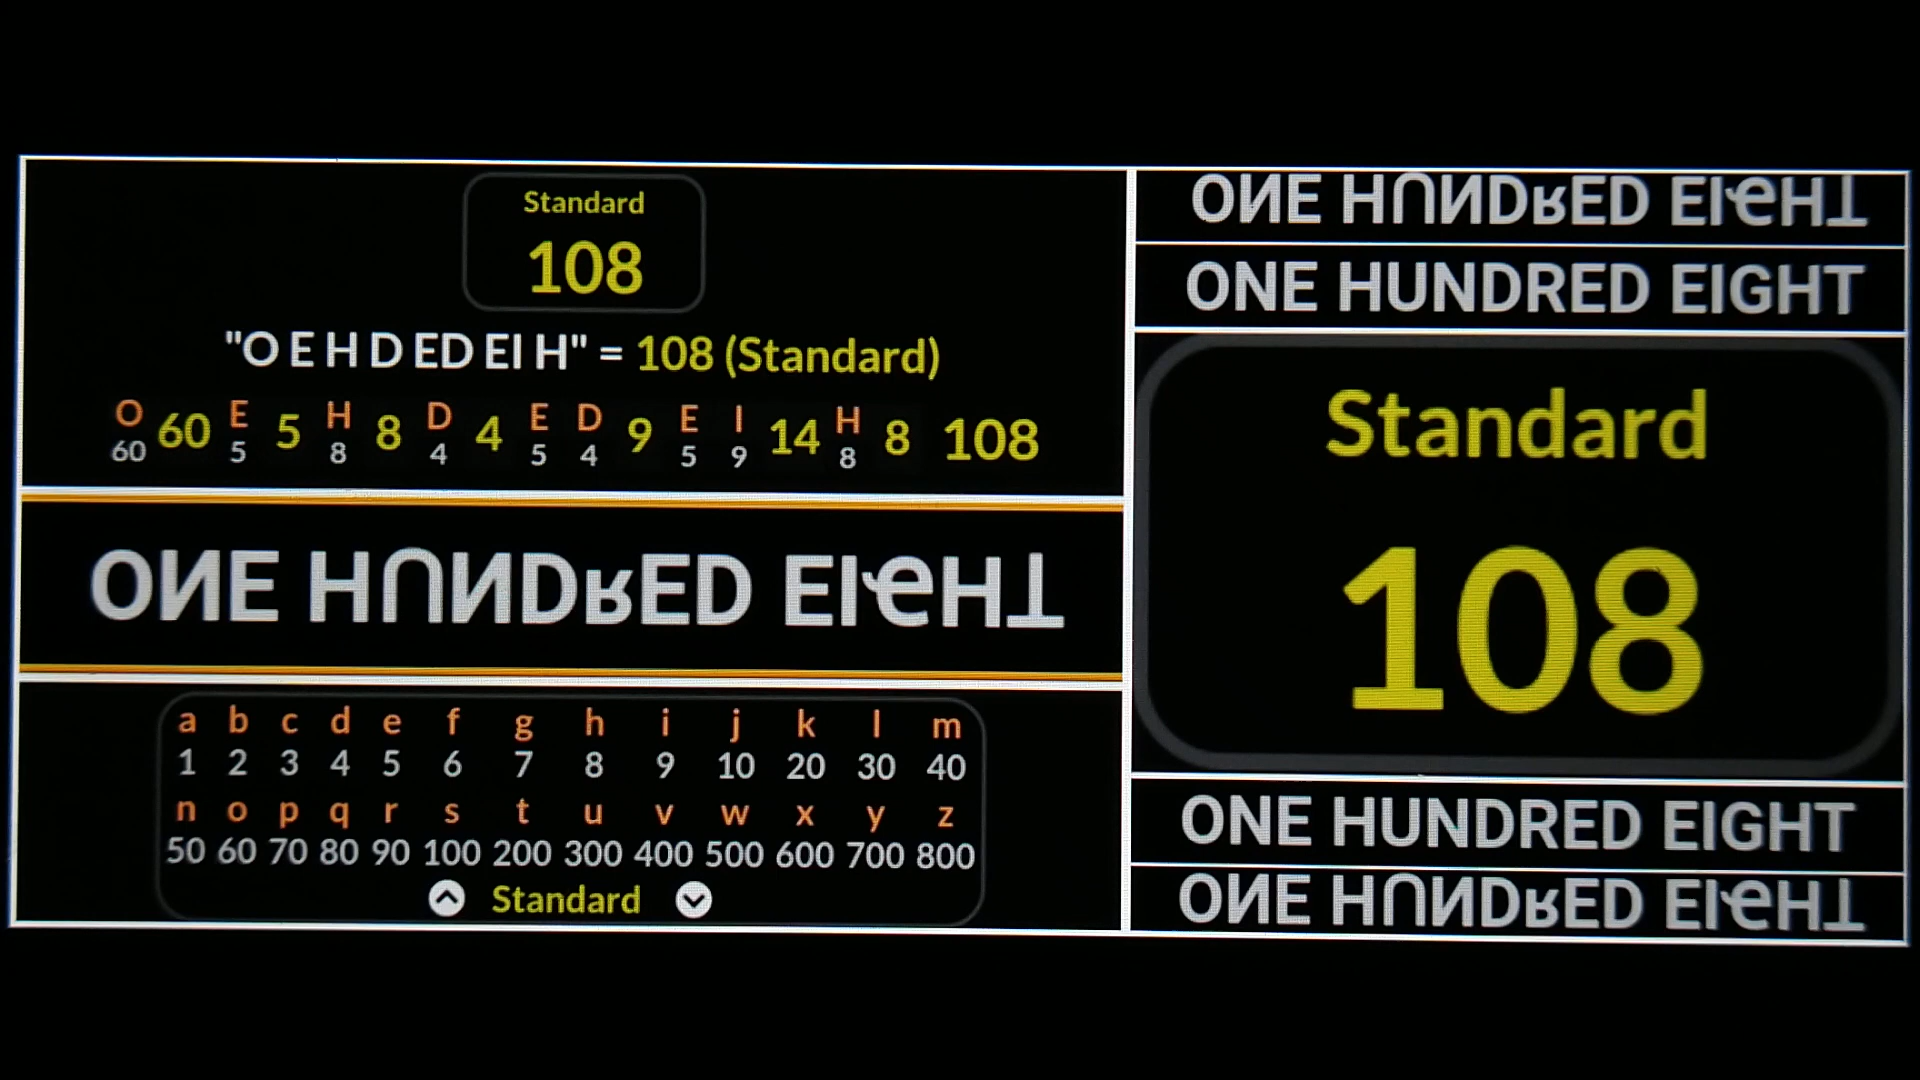 Standard
108
"O E H D ED EI H" = 108 (Standard)
O E H D E D E I H
60 60 5 5 8 8 4 4 5 4 9 5 9 14 8 8 108
ONE HUNDRED EIGHT
a b c d e f g h i j k l m
1 2 3 4 5 6 7 8 9 10 20 30 40
n o p q r s t u v w x y z
50 60 70 80 90 100 200 300 400 500 600 700 800
Standard
ONE HUNDRED EIGHT
ONE HUNDRED EIGHT
Standard
108
ONE HUNDRED EIGHT
ONE HUNDRED EIGHT